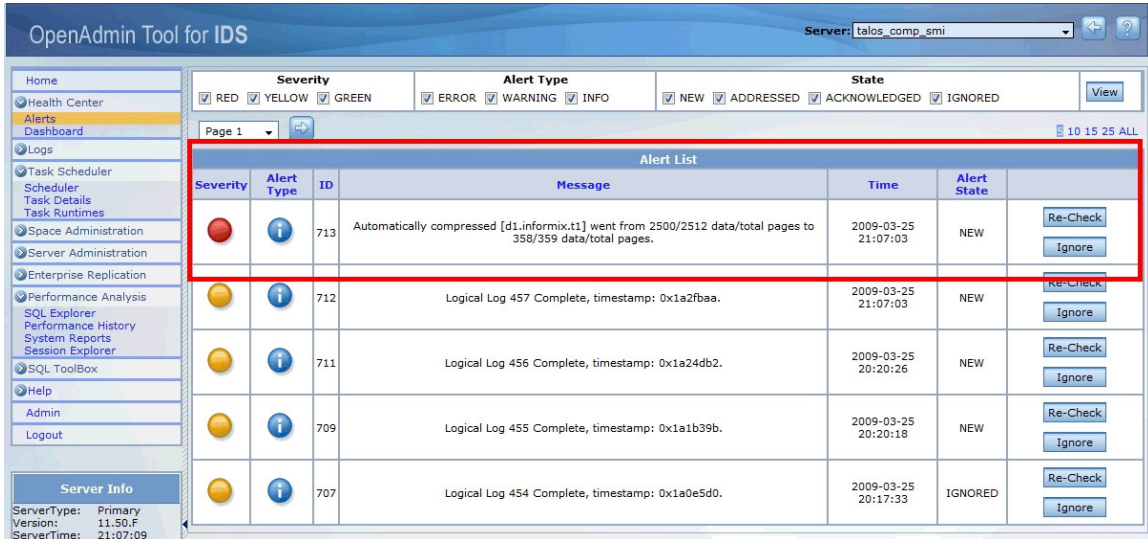 OpenAdmin Tool for IDS
Server: talos_comp_smi
Home
Health Center
Alerts
Dashboard
Logs
Task Scheduler
Scheduler
Task Details
Task Runtimes
Space Administration
Server Administration
Enterprise Replication
Performance Analysis
SQL Explorer
Performance History
System Reports
Session Explorer
SQL ToolBox
Help
Admin
Logout
Server Info
ServerType: Primary
Version: 11.50.F
ServerTime: 21:07:09
Severity Alert Type State
RED YELLOW GREEN ERROR WARNING INFO NEW ADDRESSED ACKNOWLEDGED IGNORED View
Page 1 5 10 15 25 ALL
Alert List
Severity Alert Type ID Message Time Alert State
713 Automatically compressed [d1.informix.t1] went from 2500/2512 data/total pages to
358/359 data/total pages.
2009-03-25
21:07:03
NEW
Re-Check
Ignore
712 Logical Log 457 Complete, timestamp: 0x1a2fbaa.
2009-03-25
21:07:03
NEW
Re-Check
Ignore
711 Logical Log 456 Complete, timestamp: 0x1a24db2.
2009-03-25
20:20:26
NEW
Re-Check
Ignore
709 Logical Log 455 Complete, timestamp: 0x1a1b39b.
2009-03-25
20:20:18
NEW
Re-Check
Ignore
707 Logical Log 454 Complete, timestamp: 0x1a0e5d0.
2009-03-25
20:17:33
IGNORED
Re-Check
Ignore